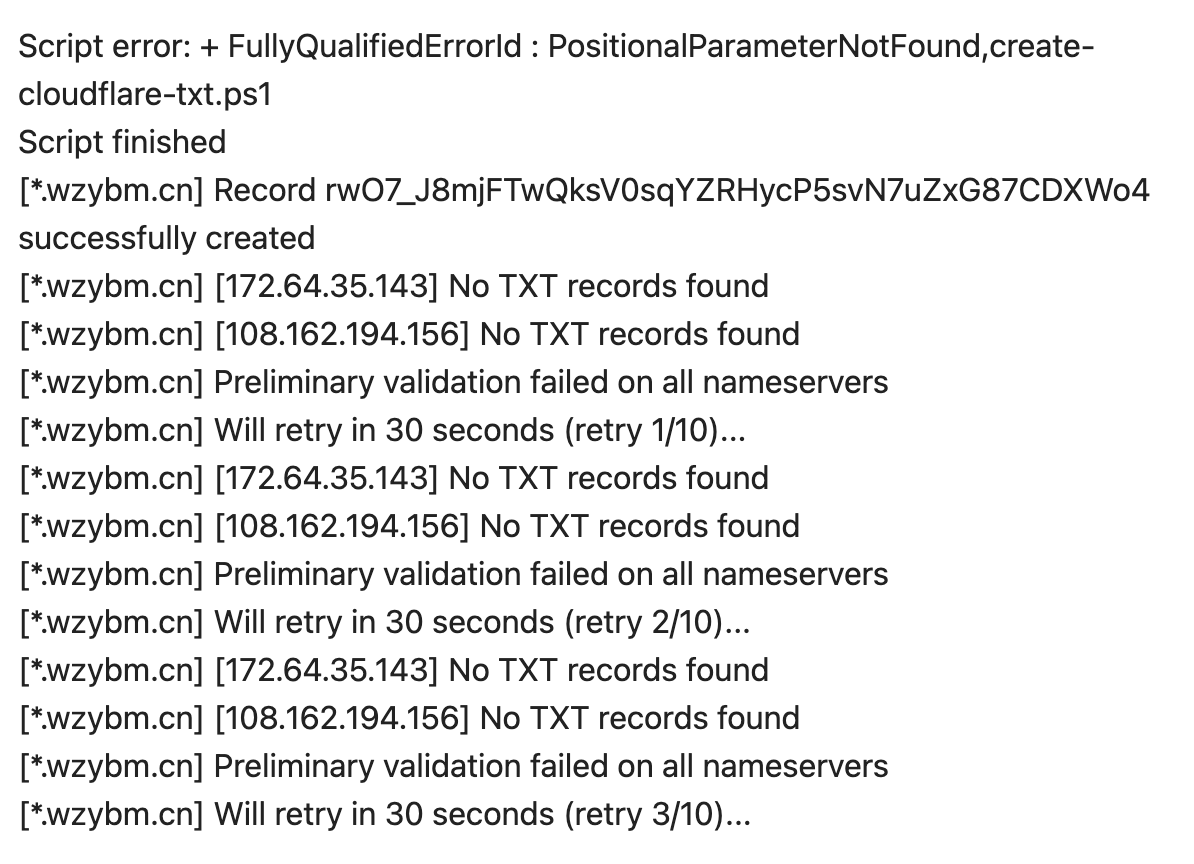 Script error: + FullyQualifiedErrorId : PositionalParameterNotFound,create-
cloudflare-txt.ps1
Script finished
[*.wzybm.cn] Record rwO7_J8mjFTwQksV0sqYZRHycP5svN7uZxG87CDXWo4
successfully created
[*.wzybm.cn] [172.64.35.143] No TXT records found
[*.wzybm.cn] [108.162.194.156] No TXT records found
[*.wzybm.cn] Preliminary validation failed on all nameservers
[*.wzybm.cn] Will retry in 30 seconds (retry 1/10)...
[*.wzybm.cn] [172.64.35.143] No TXT records found
[*.wzybm.cn] [108.162.194.156] No TXT records found
[*.wzybm.cn] Preliminary validation failed on all nameservers
[*.wzybm.cn] Will retry in 30 seconds (retry 2/10)...
[*.wzybm.cn] [172.64.35.143] No TXT records found
[*.wzybm.cn] [108.162.194.156] No TXT records found
[*.wzybm.cn] Preliminary validation failed on all nameservers
[*.wzybm.cn] Will retry in 30 seconds (retry 3/10)...